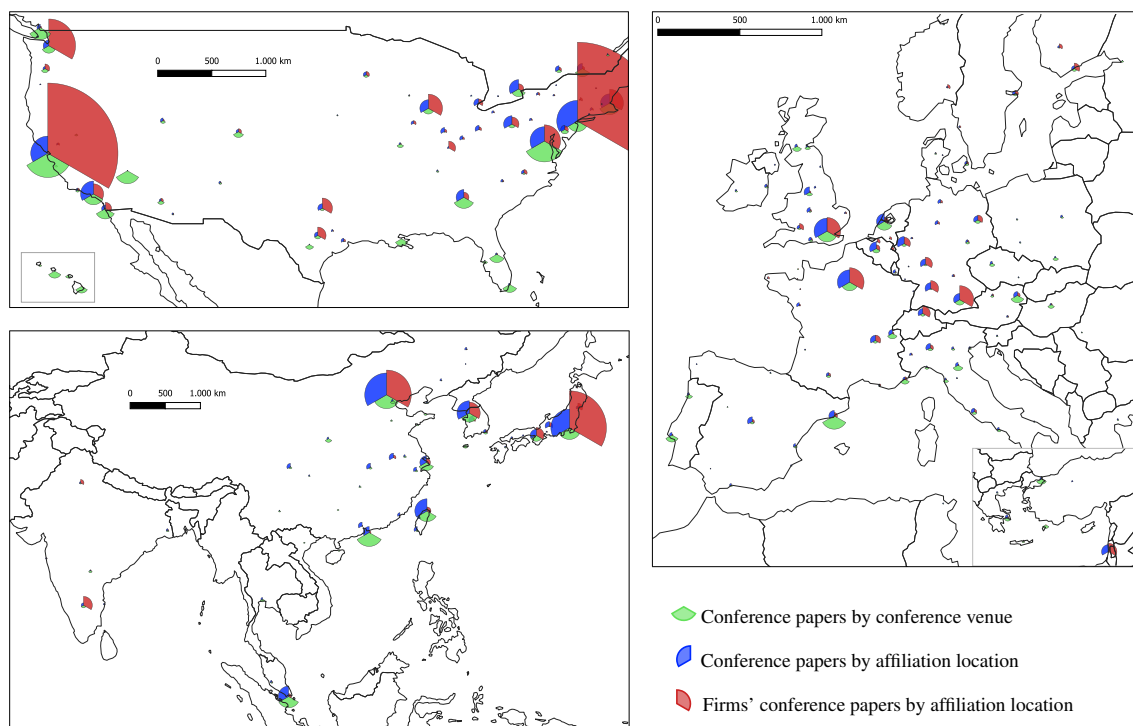 0 500 1.000 km
0 500 1.000 km
0 500 1.000 km
Conference papers by conference venue
Conference papers by affiliation location
Firms' conference papers by affiliation location